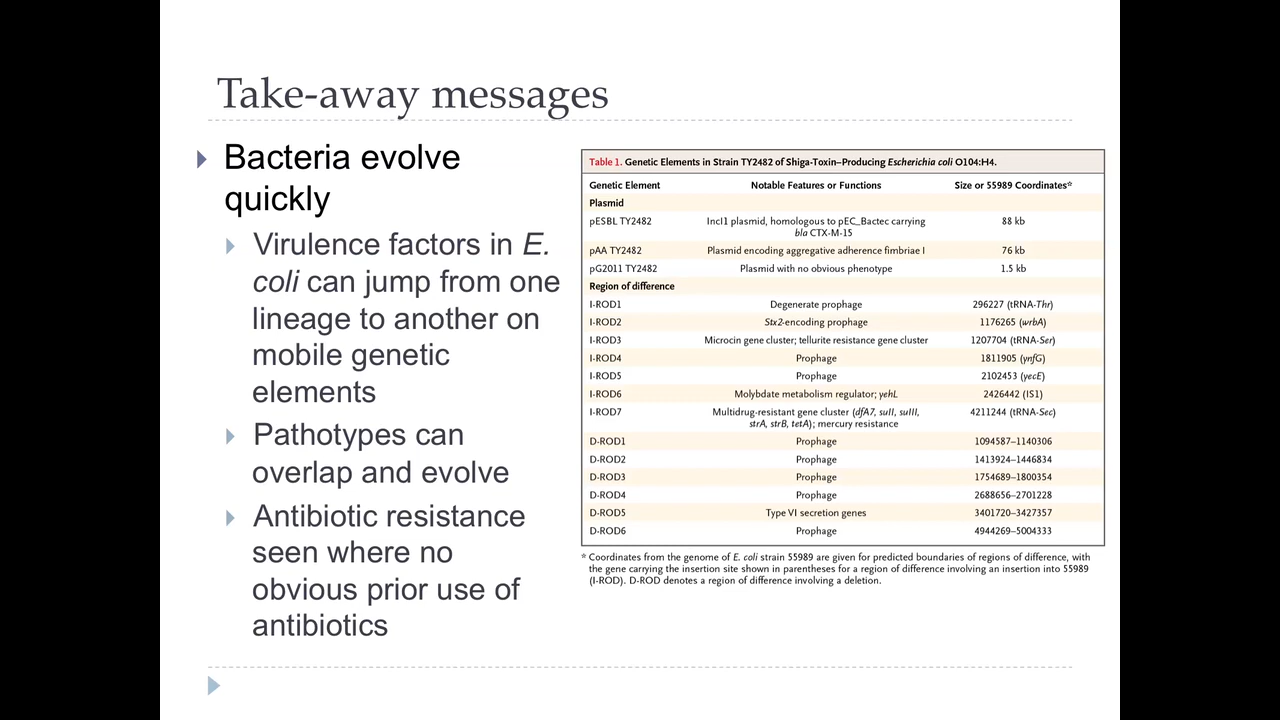 Take-away messages
Bacteria evolve
quickly
Virulence factors in E.
coli can jump from one
lineage to another on
mobile genetic
elements
Pathotypes can
overlap and evolve
Antibiotic resistance
seen where no
obvious prior use of
antibiotics
Table 1. Genetic Elements in Strain TY2482 of Shiga-Toxin–Producing Escherichia coli O104:H4.
Genetic Element Notable Features or Functions Size or 55989 Coordinates*
Plasmid
pESBL TY2482 IncI1 plasmid, homologous to pEC_Bactec carrying 88 kb
bla CTX-M-15
pAA TY2482 Plasmid encoding aggregative adherence fimbriae I 76 kb
pG2011 TY2482 Plasmid with no obvious phenotype 1.5 kb
Region of difference
I-ROD1 Degenerate prophage 296227 (tRNA-Thr)
I-ROD2 Stx2-encoding prophage 1176265 (wrbA)
I-ROD3 Microcin gene cluster; tellurite resistance gene cluster 1207704 (tRNA-Ser)
I-ROD4 Prophage 1811905 (ynfG)
I-ROD5 Prophage 2102453 (yecE)
I-ROD6 Molybdate metabolism regulator; yehL 2426442 (IS1)
I-ROD7 Multidrug-resistant gene cluster (dfA7, sulI, sulII, 4211244 (tRNA-Sec)
strA, strB, tetA); mercury resistance
D-ROD1 Prophage 1094587–1140306
D-ROD2 Prophage 1413924–1446834
D-ROD3 Prophage 1754689–1800354
D-ROD4 Prophage 2688656–2701228
D-ROD5 Type VI secretion genes 3401720–3427357
D-ROD6 Prophage 4944269–5004333
* Coordinates from the genome of E. coli strain 55989 are given for predicted boundaries of regions of difference, with
the gene carrying the insertion site shown in parentheses for a region of difference involving an insertion into 55989
(I-ROD). D-ROD denotes a region of difference involving a deletion.